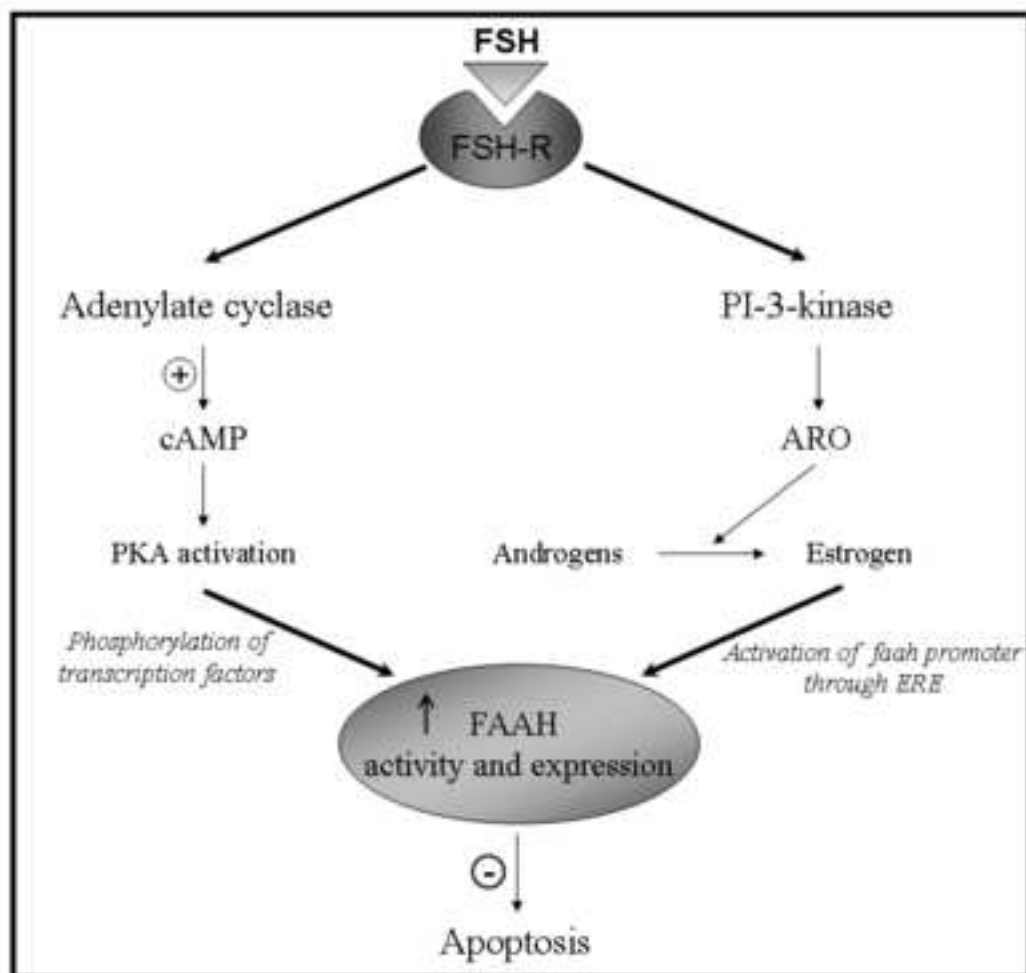 FSH
FSH-R
Adenylate cyclase
PI-3-kinase
+
cAMP
ARO
PKA activation
Androgens
Estrogen
Phosphorylation of
transcription factors
Activation of faah promoter
through ERE
↑ FAAH
activity and expression
-
Apoptosis